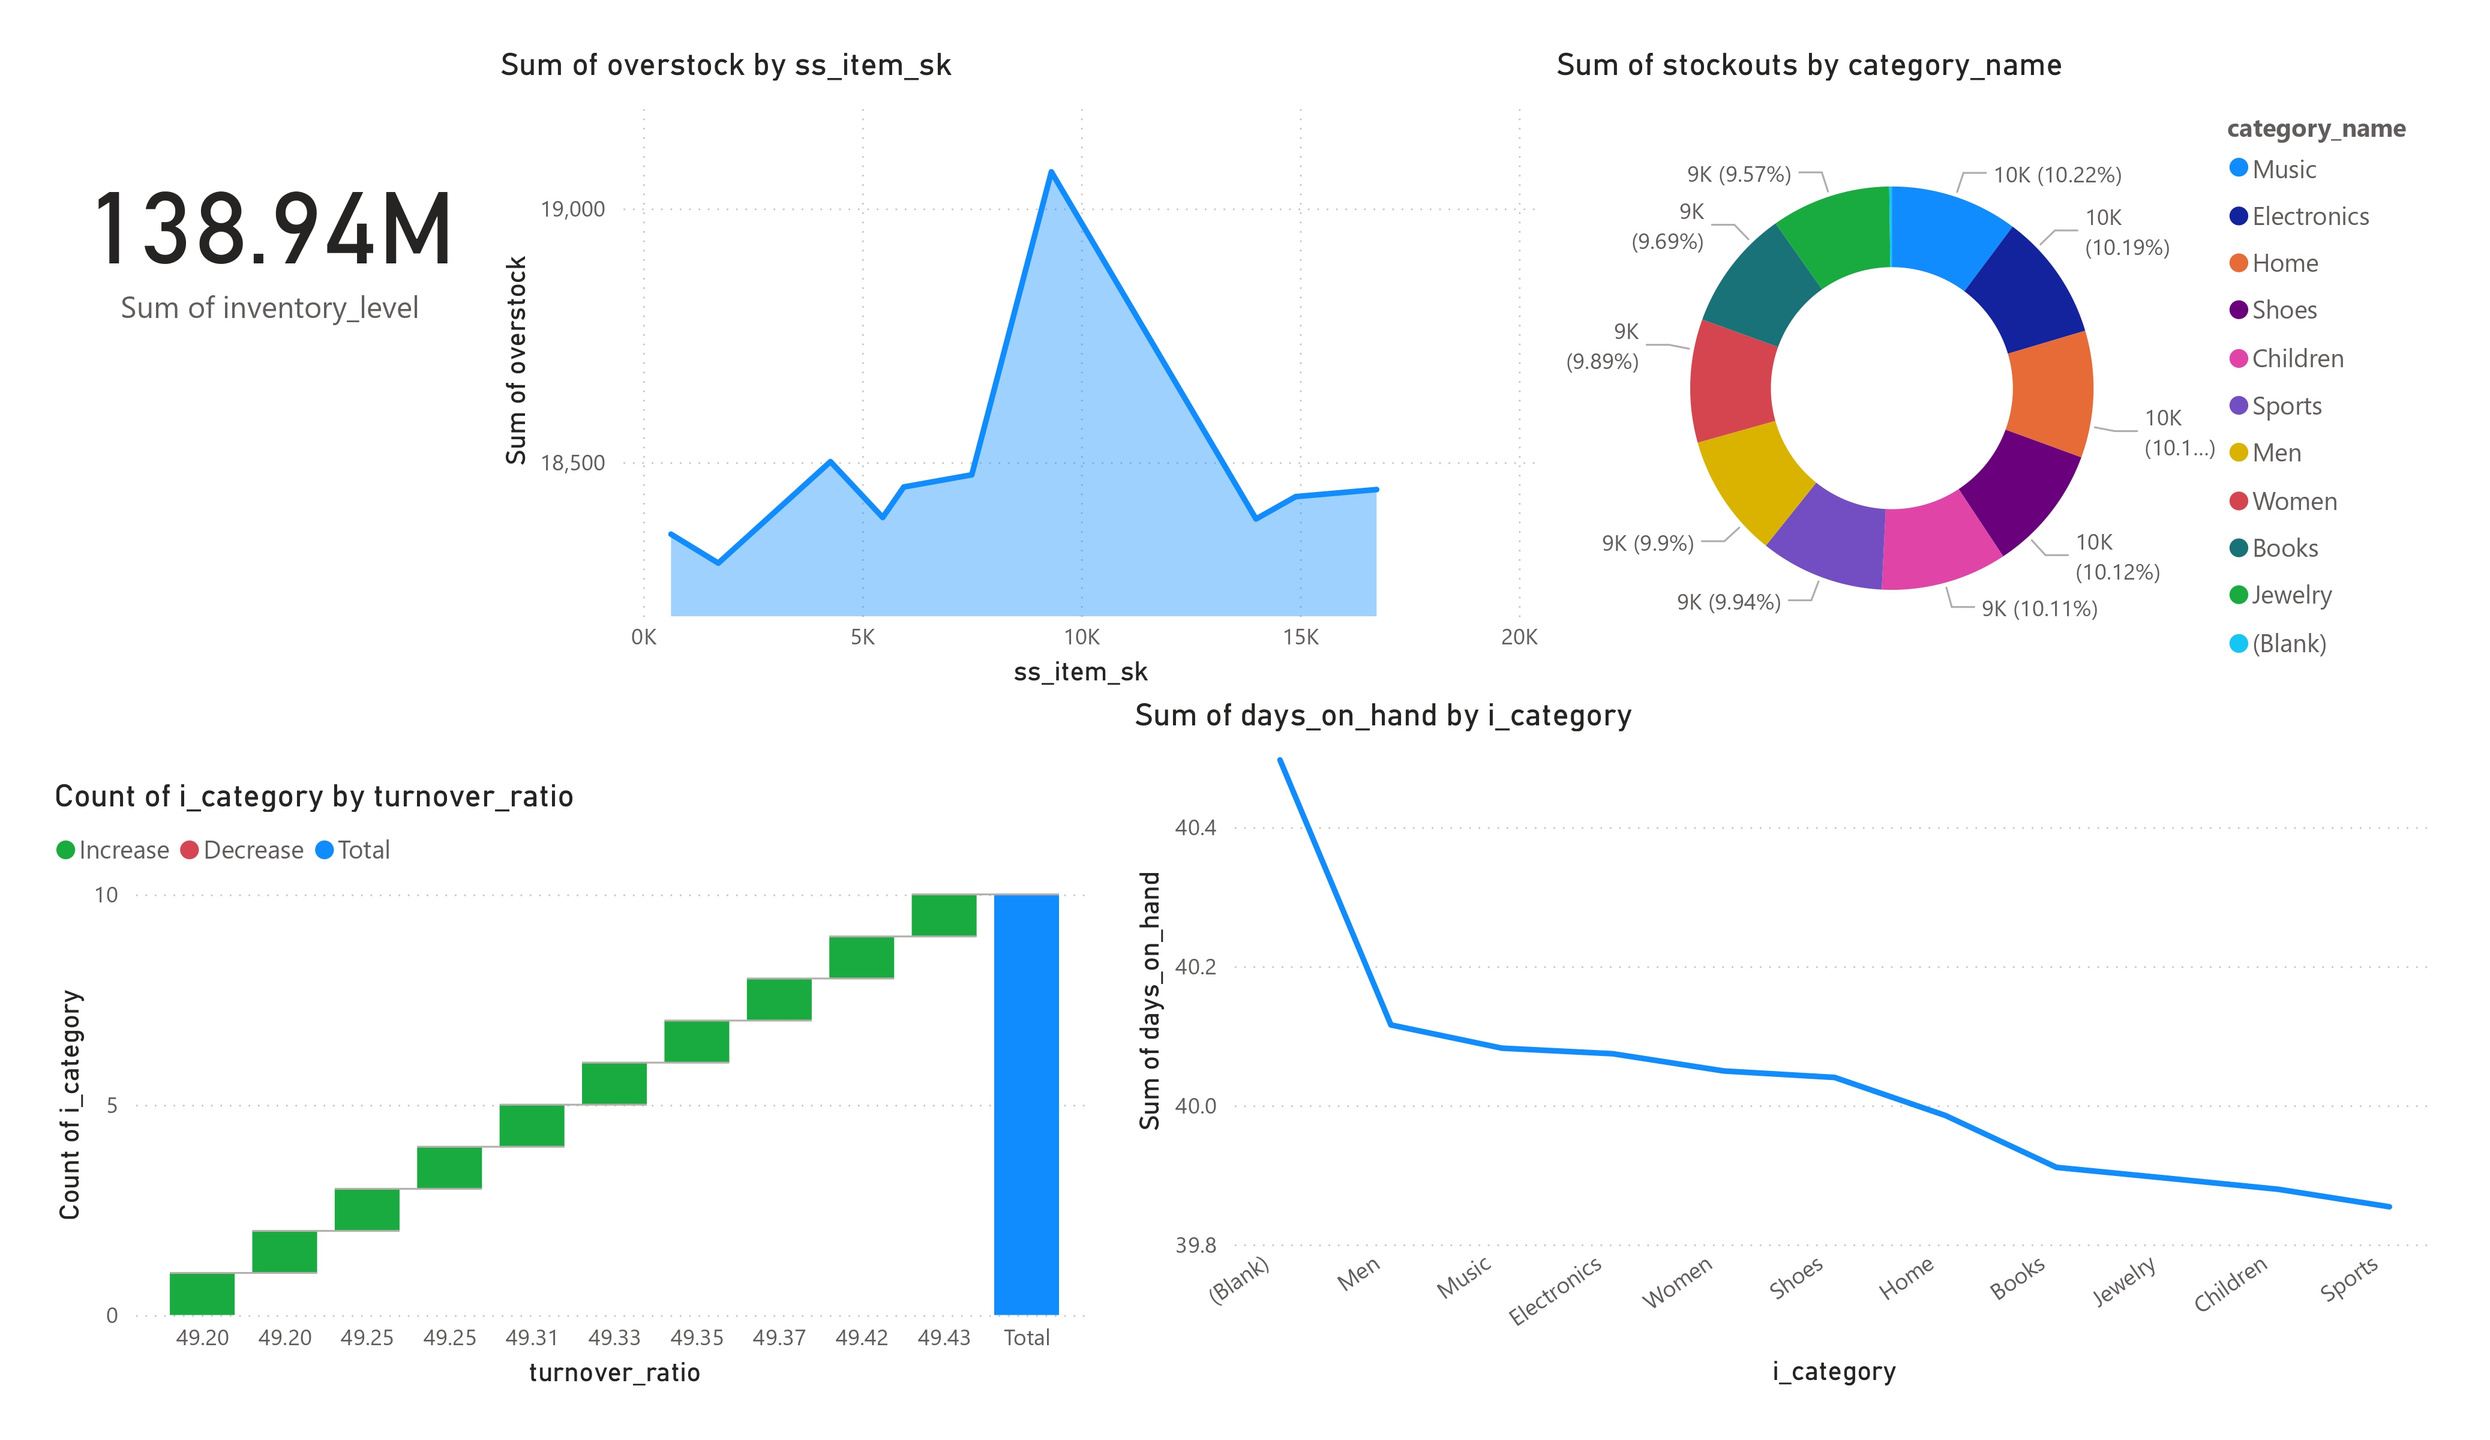 138.94M
Sum of inventory_level
Sum of overstock by ss_item_sk
Sum of overstock
19,000
18,500
0K
5K
10K
15K
20K
ss_item_sk
Sum of stockouts by category_name
10K (10.22%)
10K
(10.19%)
10K
(10.1...)
10K
(10.12%)
9K (10.11%)
9K (9.94%)
9K (9.9%)
9K
(9.89%)
9K
(9.69%)
9K (9.57%)
category_name
Music
Electronics
Home
Shoes
Children
Sports
Men
Women
Books
Jewelry
(Blank)
Count of i_category by turnover_ratio
Increase
Decrease
Total
Count of i_category
10
5
0
49.20
49.20
49.25
49.25
49.31
49.33
49.35
49.37
49.42
49.43
Total
turnover_ratio
Sum of days_on_hand by i_category
Sum of days_on_hand
40.4
40.2
40.0
39.8
(Blank)
Men
Music
Electronics
Women
Shoes
Home
Books
Jewelry
Children
Sports
i_category